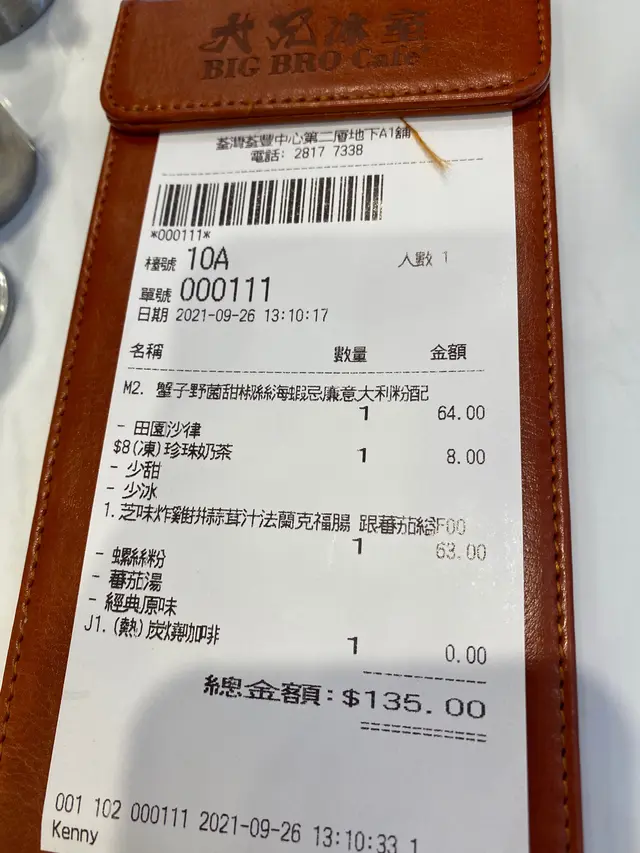 大兄冰室
BIG BRO Cafe
荃灣荃豐中心第二層地下A1舖
電話: 2817 7338
*000111*
檯號 10A 人數 1
單號 000111
日期 2021-09-26 13:10:17
名稱 數量 金額
M2. 蟹子野菌甜椒絲海蝦忌廉意大利粉配
1 64.00
- 田園沙律
$8(凍)珍珠奶茶 1 8.00
- 少甜
- 少冰
1. 芝味炸雞拼蒜茸汁法蘭克福腸 跟蕃茄
1 63.00
- 螺絲粉
- 蕃茄湯
- 經典原味
J1. (熱)炭燒咖啡
1 0.00
總金額: $135.00
001 102 000111 2021-09-26 13:10:33 1
Kenny